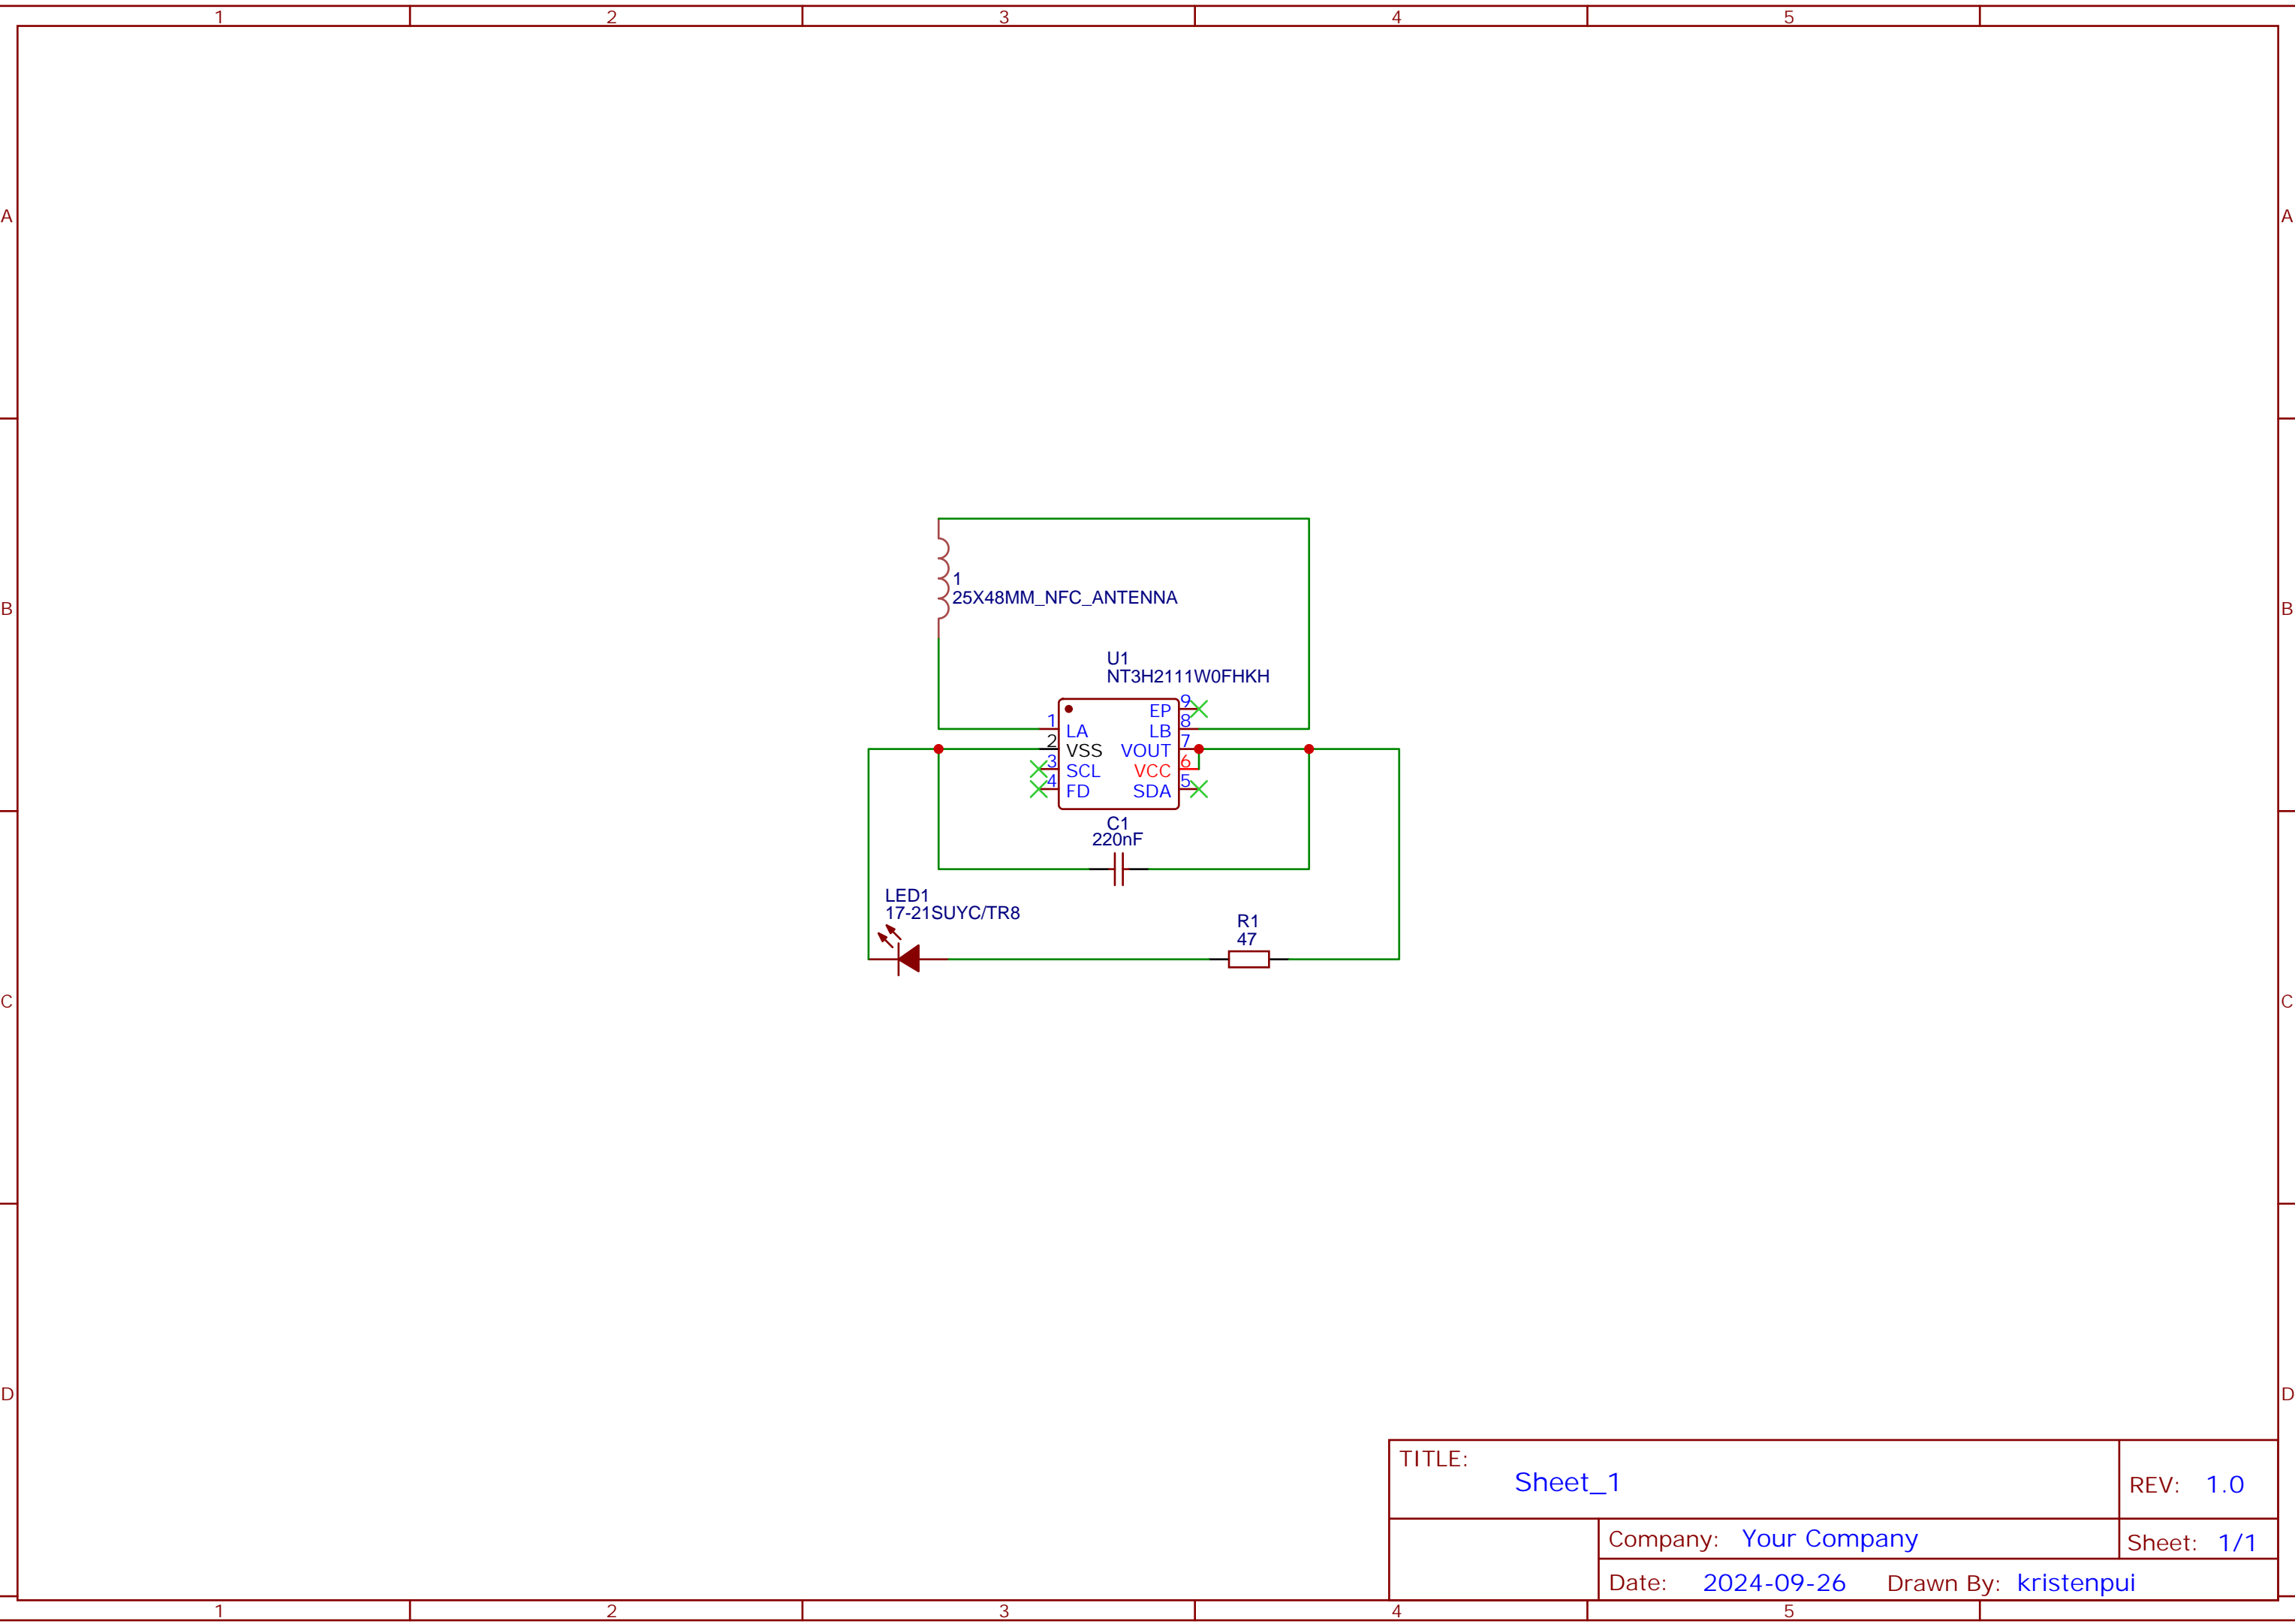 1 2 3 4 5
A A
B B
1
25X48MM_NFC_ANTENNA
U1
NT3H2111W0FHKH
9
EP
1 8
LA LB
2 7
VSS VOUT
3 6
SCL VCC
4 5
FD SDA
C1
220nF
LED1
17-21SUYC/TR8
R1
47
C C
D D
TITLE:
Sheet_1
REV: 1.0
Company: Your Company
Sheet: 1/1
Date: 2024-09-26 Drawn By: kristenpui
1 2 3 4 5